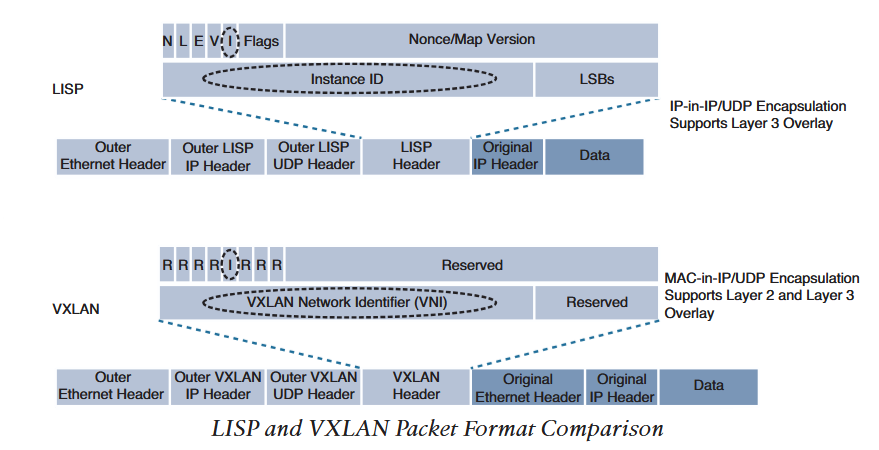 N L E V I Flags Nonce/Map Version
Instance ID LSBs
LISP
IP-in-IP/UDP Encapsulation
Supports Layer 3 Overlay
Outer
Ethernet Header
Outer LISP
IP Header
Outer LISP
UDP Header
LISP
Header
Original
IP Header
Data
R R R R I R R R Reserved
VXLAN Network Identifier (VNI) Reserved
VXLAN
MAC-in-IP/UDP Encapsulation
Supports Layer 2 and Layer 3
Overlay
Outer
Ethernet Header
Outer VXLAN
IP Header
Outer VXLAN
UDP Header
VXLAN
Header
Original
Ethernet Header
Original
IP Header
Data
LISP and VXLAN Packet Format Comparison